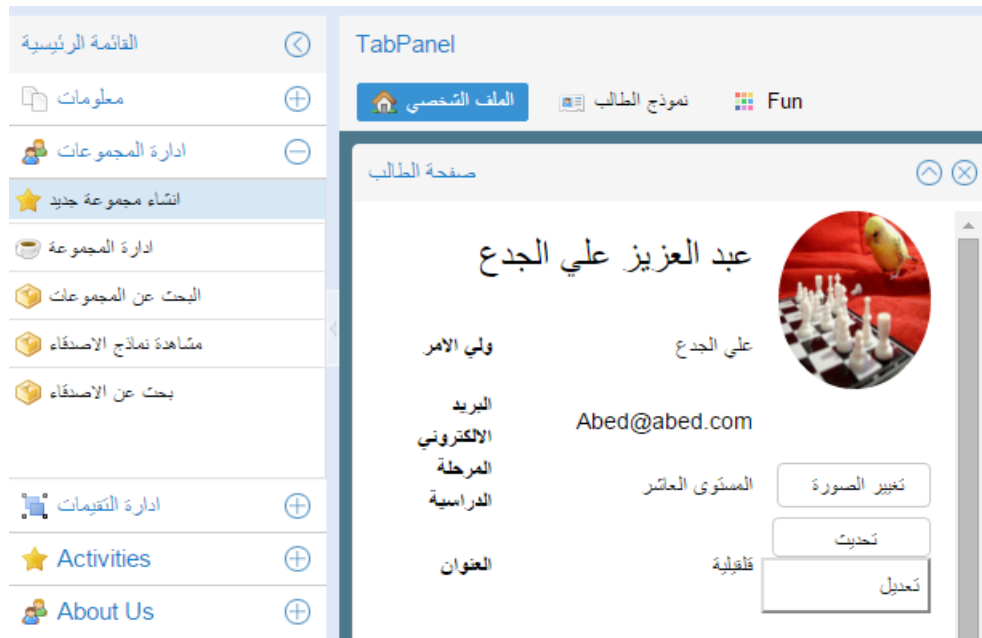 القائمة الرئيسية
معلومات
ادارة المجموعات
انشاء مجموعة جديد
ادارة المجموعة
البحث عن المجموعات
مشاهدة نماذج الاصدقاء
بحث عن الاصدقاء
ادارة التقيمات
Activities
About Us
TabPanel
الملف الشخصي
نموذج الطالب
Fun
صفحة الطالب
عبد العزيز علي الجدع
ولي الامر
علي الجدع
البريد
الالكتروني
Abed@abed.com
المرحلة
الدراسية
المستوى العاشر
تغيير الصورة
تحديث
العنوان
قلقيلية
تعديل